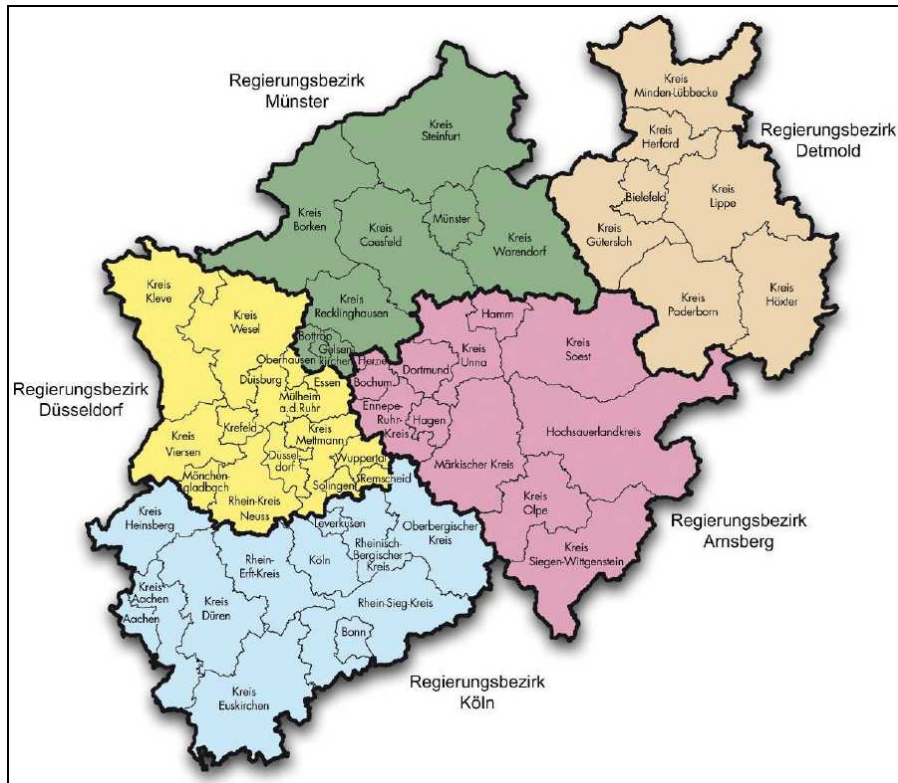 Regierungsbezirk
Münster
Kreis
Minden-Lübbecke
Kreis
Steinfurt
Kreis
Herford
Regierungsbezirk
Detmold
Bielefeld
Kreis
Lippe
Kreis
Borken
Kreis
Coesfeld
Münster
Kreis
Warendorf
Kreis
Gütersloh
Kreis
Paderborn
Kreis
Höxter
Kreis
Kleve
Kreis
Wesel
Kreis
Recklinghausen
Bottrop
Gelsen-
kirchen
Hamm
Kreis
Unna
Kreis
Soest
Herne
Dortmund
Bochum
Oberhausen
Duisburg
Essen
Mülheim
a.d.Ruhr
Regierungsbezirk
Düsseldorf
Krefeld
Kreis
Viersen
Kreis
Mettmann
Düssel-
dorf
Wuppertal
Mönchen-
gladbach
Solingen
Remscheid
Rhein-Kreis
Neuss
Ennepe-
Ruhr-
Kreis
Hagen
Märkischer Kreis
Hochsauerlandkreis
Kreis
Olpe
Kreis
Siegen-Wittgenstein
Regierungsbezirk
Arnsberg
Kreis
Heinsberg
Leverkusen
Oberbergischer
Kreis
Rhein-
Erft-Kreis
Köln
Rheinisch-
Bergischer
Kreis
Kreis
Aachen
Aachen
Kreis
Düren
Rhein-Sieg-Kreis
Bonn
Kreis
Euskirchen
Regierungsbezirk
Köln